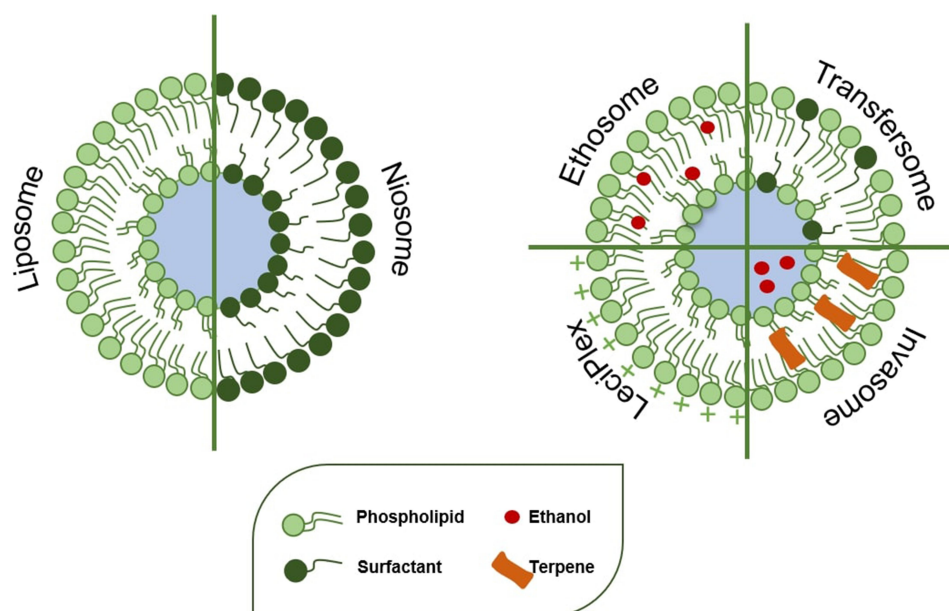 Liposome
Niosome
Ethosome
Transfersome
LeciPlex
Invasome
Phospholipid
Ethanol
Surfactant
Terpene